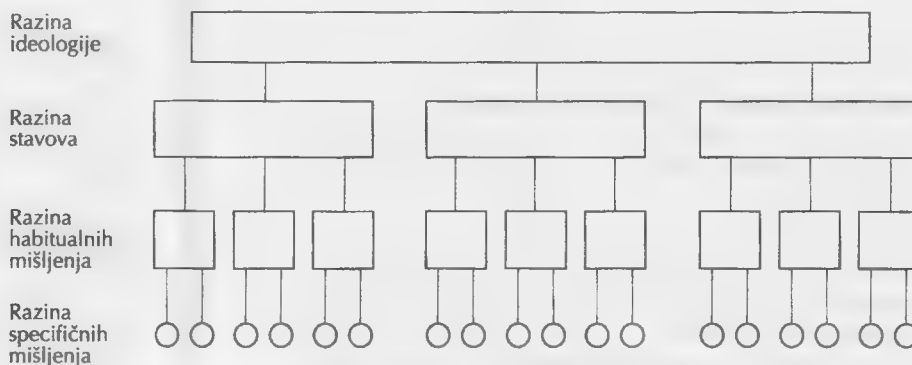 Razina
ideologije
Razina
stavova
Razina
habitualnih
mišljenja
Razina
specifičnih
mišljenja